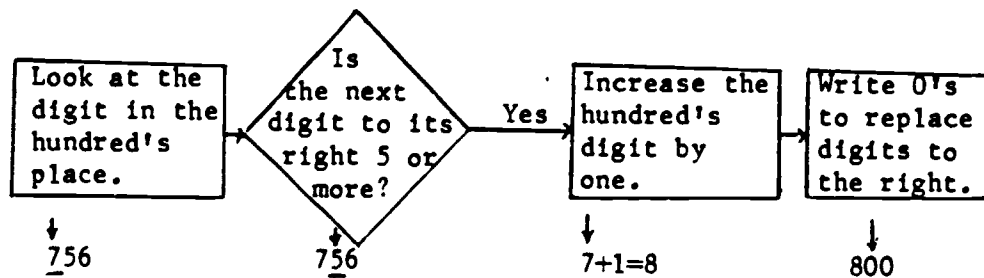 Look at the
digit in the
hundred's
place.
Is
the next
digit to its
right 5 or
more?
Yes
Increase the
hundred's
digit by
one.
Write 0's
to replace
digits to
the right.
756
756
7+1=8
800